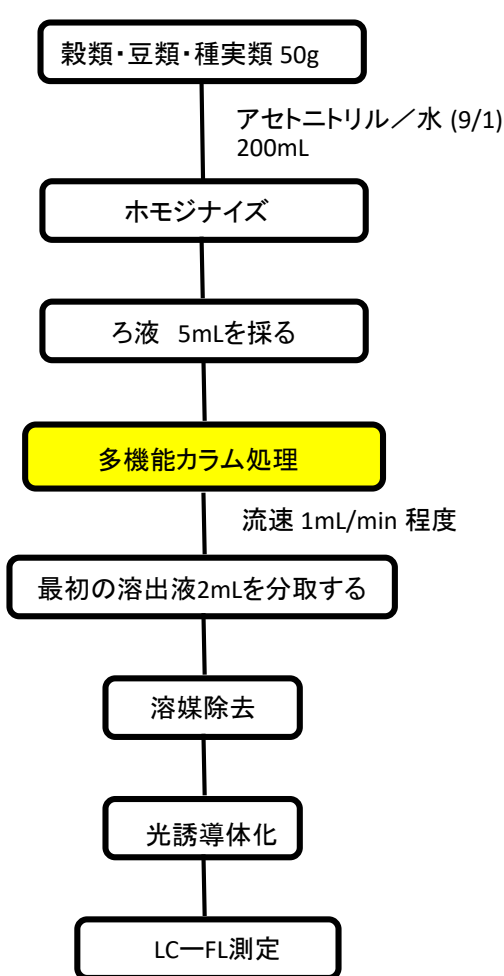 穀類・豆類・種実類 50g
アセトニトリル/水 (9/1)
200mL
ホモジナイズ
ろ液 5mLを採る
多機能カラム処理
流速 1mL/min 程度
最初の溶出液2mLを分取する
溶媒除去
光誘導体化
LC―FL測定